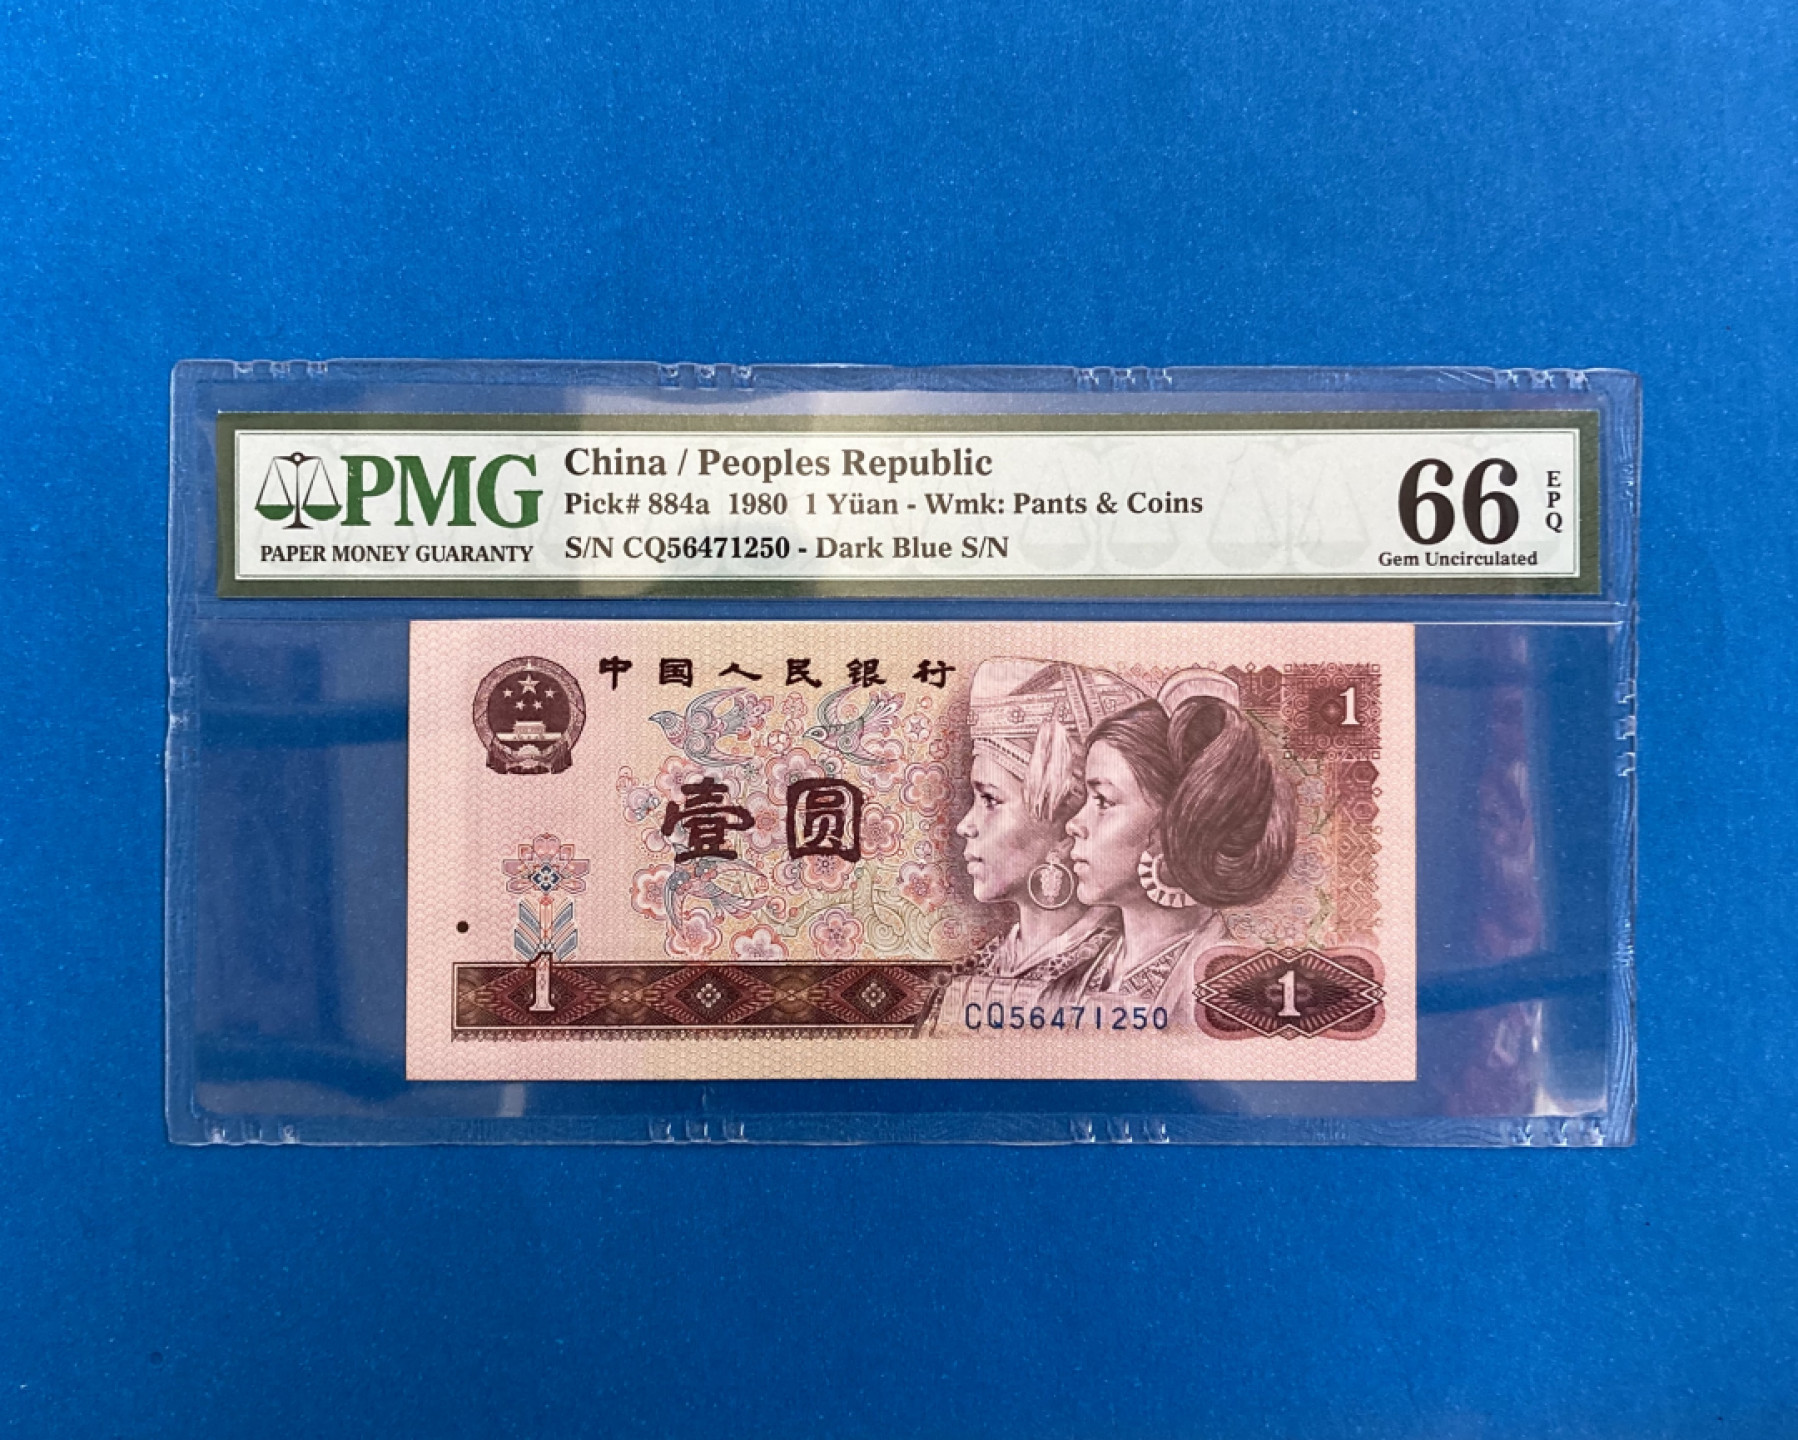 PMG
PAPER MONEY GUARANTY
China / Peoples Republic
Pick# 884a 1980 1 Yüan - Wmk: Pants & Coins
S/N CQ56471250 - Dark Blue S/N
66
EPQ
Gem Uncirculated
中国人民银行
1
壹圆
1
CQ56471250
1